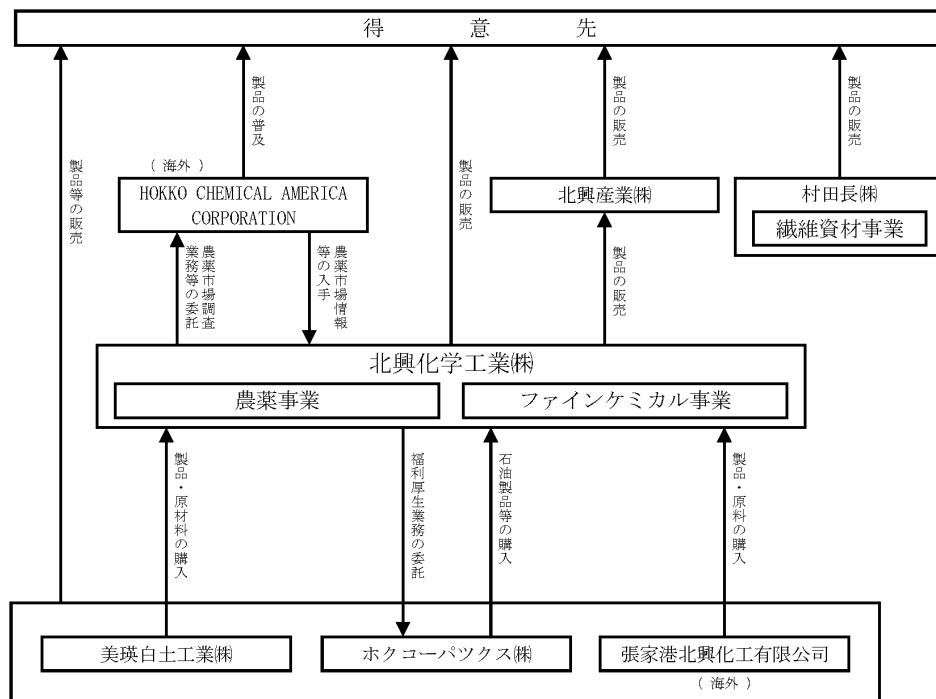 得意先
製品等の販売
製品の普及
製品の販売
製品の販売
製品の販売
（海外）
HOKKO CHEMICAL AMERICA
CORPORATION
北興産業㈱
村田長㈱
繊維資材事業
農薬市場調査
業務等の委託
農薬市場情報
等の入手
製品の販売
北興化学工業㈱
農薬事業
ファインケミカル事業
製品・原材料の購入
福利厚生業務の委託
石油製品等の購入
製品・原料の購入
美瑛白土工業㈱
ホクコーパツクス㈱
張家港北興化工有限公司
（海外）